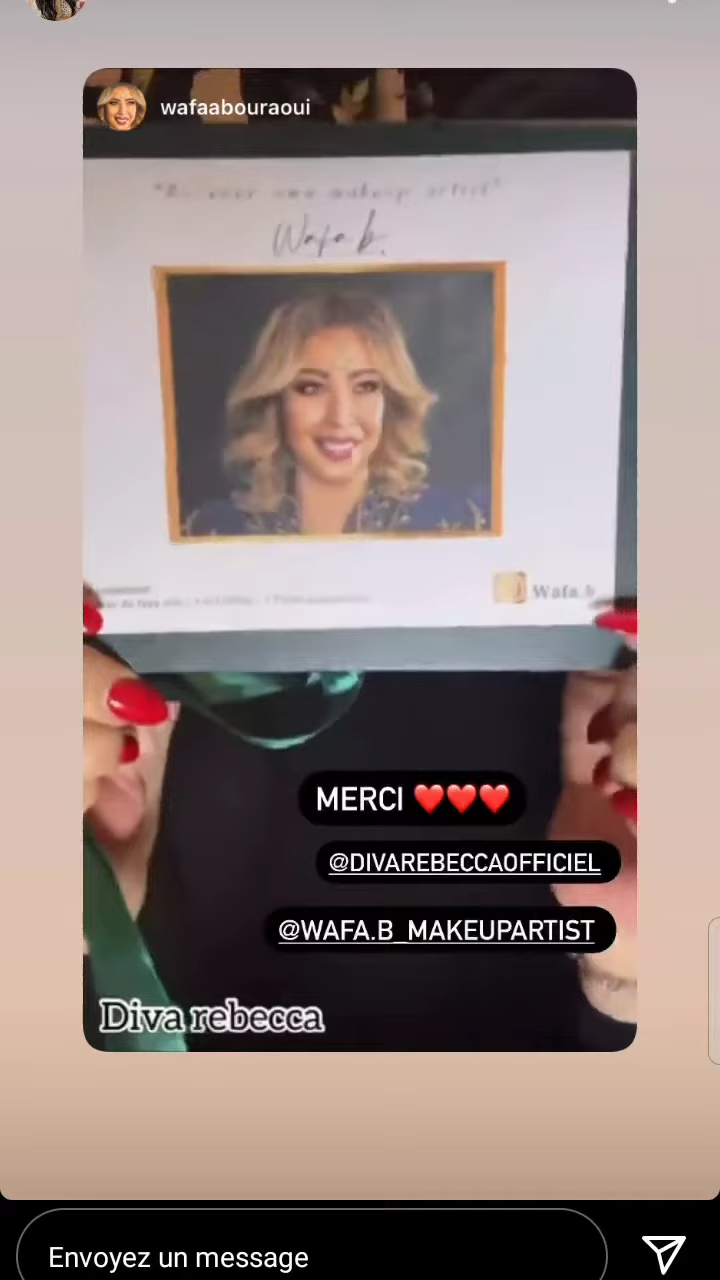 wafaabouraoui
Wafa b.
Wafa.b
MERCI ❤️❤️❤️
@DIVAREBECCAOFFICIEL
@WAFA.B_MAKEUPARTIST
Diva rebecca
Envoyez un message